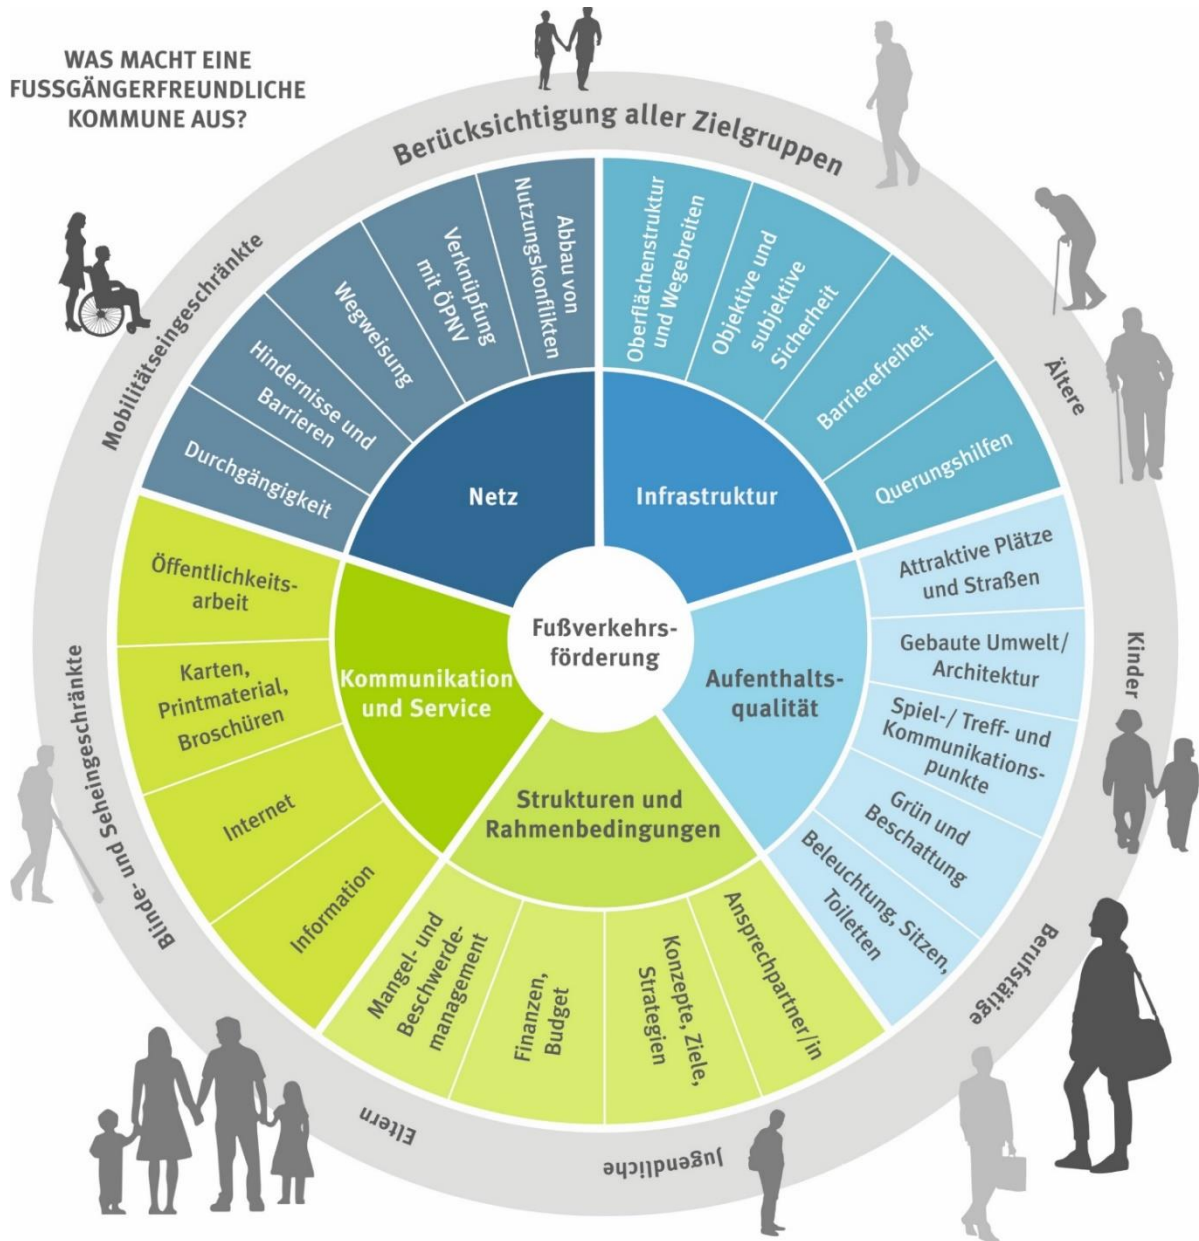 WAS MACHT EINE
FUSSGÄNGERFREUNDLICHE
KOMMUNE AUS?
Berücksichtigung aller Zielgruppen
Ältere
Kinder
Berufstätige
Jugendliche
Eltern
Blinde- und Seheingeschränkte
Mobilitätseingeschränkte
Fußverkehrs-
förderung
Netz
Durchgängigkeit
Hindernisse und
Barrieren
Wegweisung
Verknüpfung
mit ÖPNV
Abbau von
Nutzungskonflikten
Infrastruktur
Oberflächenstruktur
und Wegebreiten
Objektive und
subjektive
Sicherheit
Barrierefreiheit
Querungshilfen
Aufenthalts-
qualität
Attraktive Plätze
und Straßen
Gebaute Umwelt/
Architektur
Spiel-/ Treff- und
Kommunikations-
punkte
Grün und
Beschattung
Beleuchtung, Sitzen,
Toiletten
Strukturen und
Rahmenbedingungen
Ansprechpartner/in
Konzepte, Ziele,
Strategien
Finanzen,
Budget
Mangel- und
Beschwerde-
management
Kommunikation
und Service
Information
Internet
Karten,
Printmaterial,
Broschüren
Öffentlichkeits-
arbeit